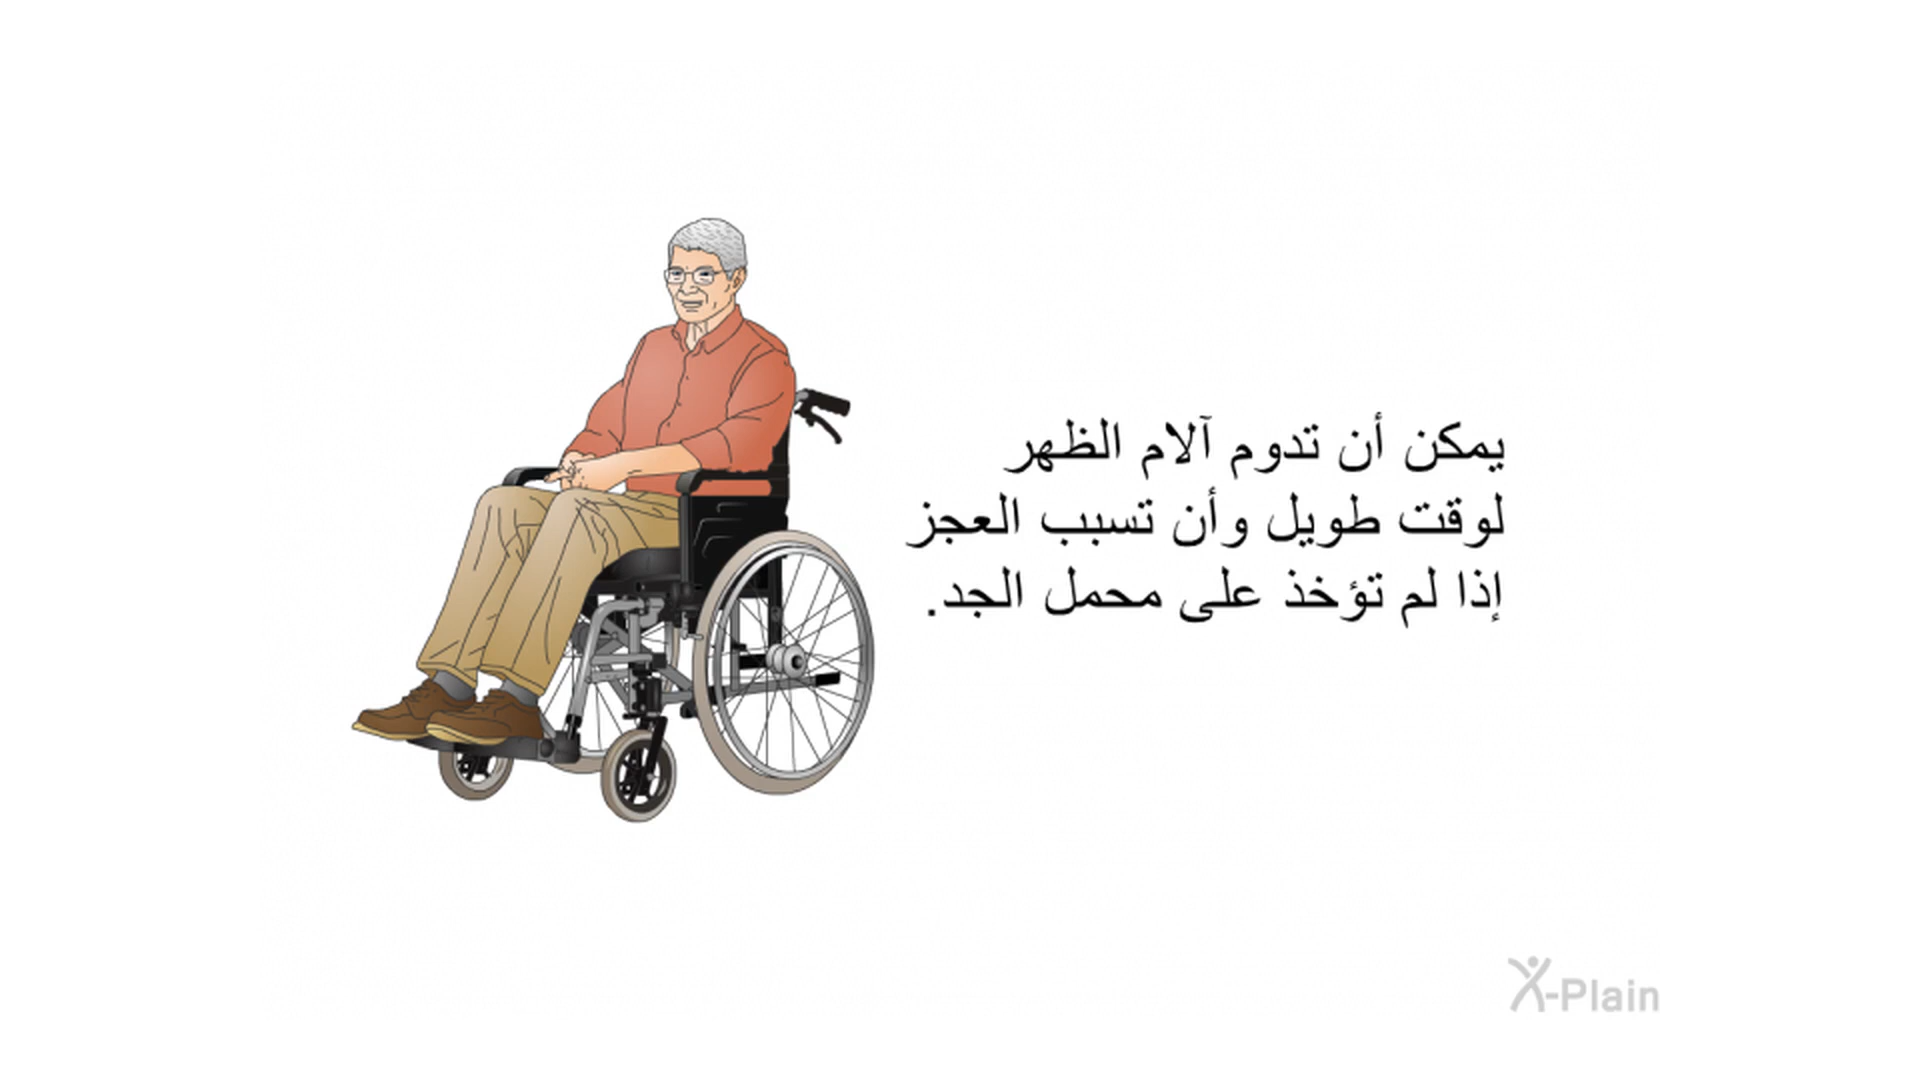 يمكن أن تدوم آلام الظهر
لوقت طويل وأن تسبب العجز
إذا لم تؤخذ على محمل الجد.
X-Plain